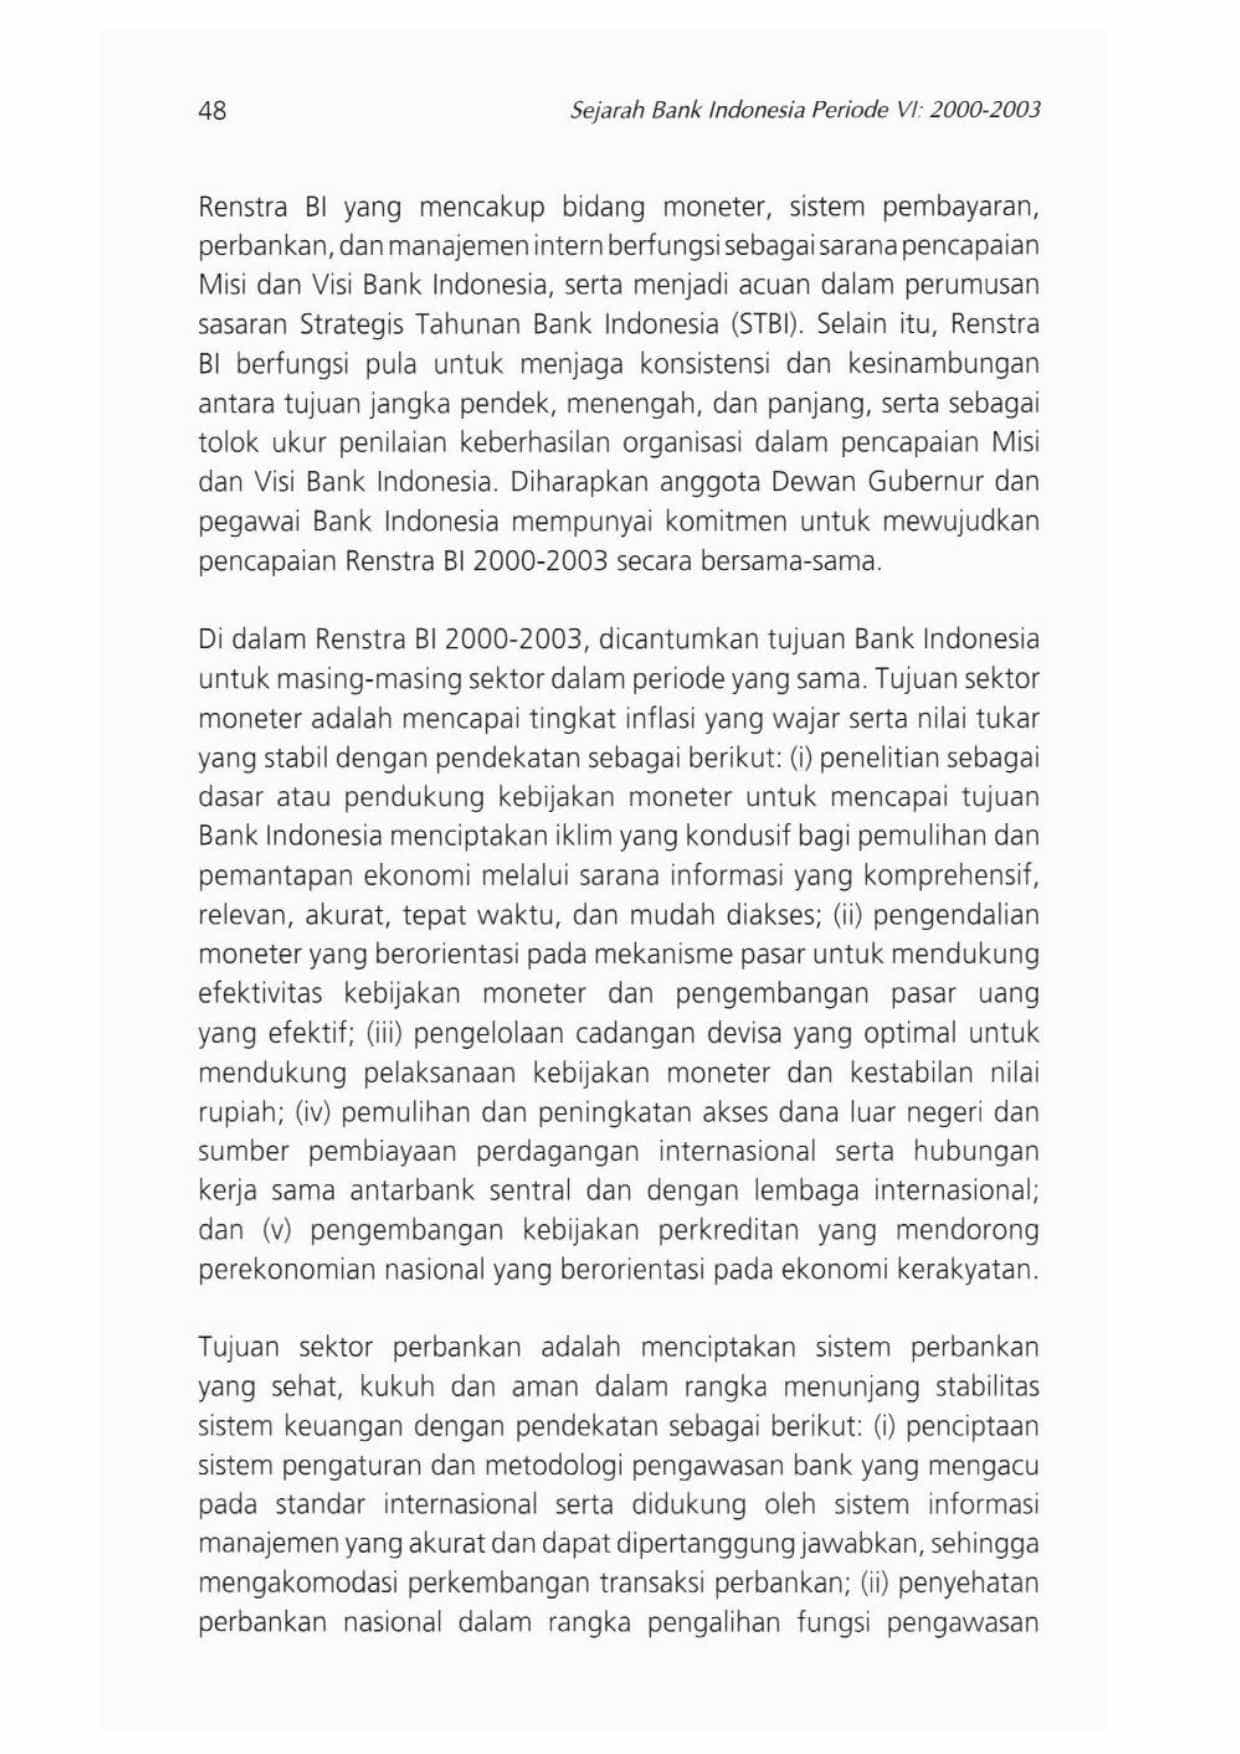 48
Sejarah Bank Indonesia Periode VI: 2000-2003
Renstra BI yang mencakup bidang moneter, sistem pembayaran,
perbankan, dan manajemen intern berfungsi sebagai sarana pencapaian
Misi dan Visi Bank Indonesia, serta menjadi acuan dalam perumusan
sasaran Strategis Tahunan Bank Indonesia (STBI). Selain itu, Renstra
BI berfungsi pula untuk menjaga konsistensi dan kesinambungan
antara tujuan jangka pendek, menengah, dan panjang, serta sebagai
tolok ukur penilaian keberhasilan organisasi dalam pencapaian Misi
dan Visi Bank Indonesia. Diharapkan anggota Dewan Gubernur dan
pegawai Bank Indonesia mempunyai komitmen untuk mewujudkan
pencapaian Renstra BI 2000-2003 secara bersama-sama.
Di dalam Renstra BI 2000-2003, dicantumkan tujuan Bank Indonesia
untuk masing-masing sektor dalam periode yang sama. Tujuan sektor
moneter adalah mencapai tingkat inflasi yang wajar serta nilai tukar
yang stabil dengan pendekatan sebagai berikut: (i) penelitian sebagai
dasar atau pendukung kebijakan moneter untuk mencapai tujuan
Bank Indonesia menciptakan iklim yang kondusif bagi pemulihan dan
pemantapan ekonomi melalui sarana informasi yang komprehensif,
relevan, akurat, tepat waktu, dan mudah diakses; (ii) pengendalian
moneter yang berorientasi pada mekanisme pasar untuk mendukung
efektivitas kebijakan moneter dan pengembangan pasar uang
yang efektif; (iii) pengelolaan cadangan devisa yang optimal untuk
mendukung pelaksanaan kebijakan moneter dan kestabilan nilai
rupiah; (iv) pemulihan dan peningkatan akses dana luar negeri dan
sumber pembiayaan perdagangan internasional serta hubungan
kerja sama antarbank sentral dan dengan lembaga internasional;
dan (v) pengembangan kebijakan perkreditan yang mendorong
perekonomian nasional yang berorientasi pada ekonomi kerakyatan.
Tujuan sektor perbankan adalah menciptakan sistem perbankan
yang sehat, kukuh dan aman dalam rangka menunjang stabilitas
sistem keuangan dengan pendekatan sebagai berikut: (i) penciptaan
sistem pengaturan dan metodologi pengawasan bank yang mengacu
pada standar internasional serta didukung oleh sistem informasi
manajemen yang akurat dan dapat dipertanggung jawabkan, sehingga
mengakomodasi perkembangan transaksi perbankan; (ii) penyehatan
perbankan nasional dalam rangka pengalihan fungsi pengawasan